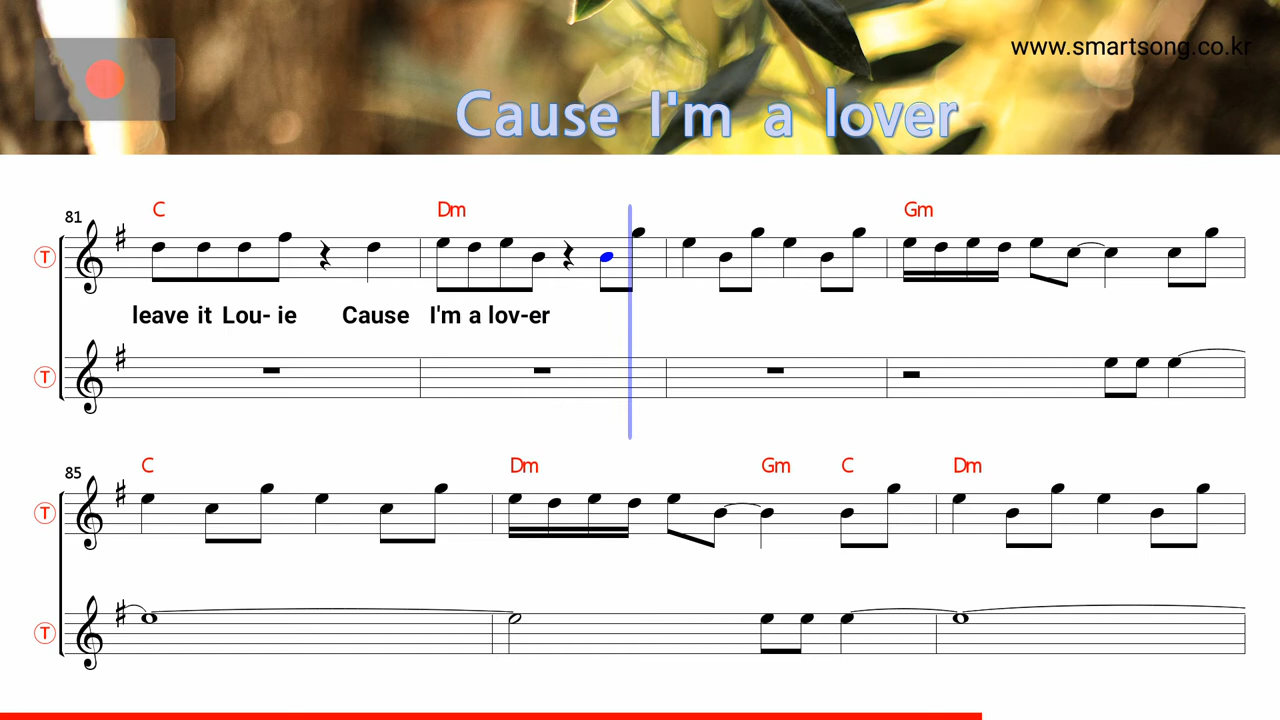 www.smartsong.co.kr
Cause I'm a lover
C Dm Gm
81
T
leave it Lou- ie Cause I'm a lov-er
T
C Dm Gm C Dm
85
T
T